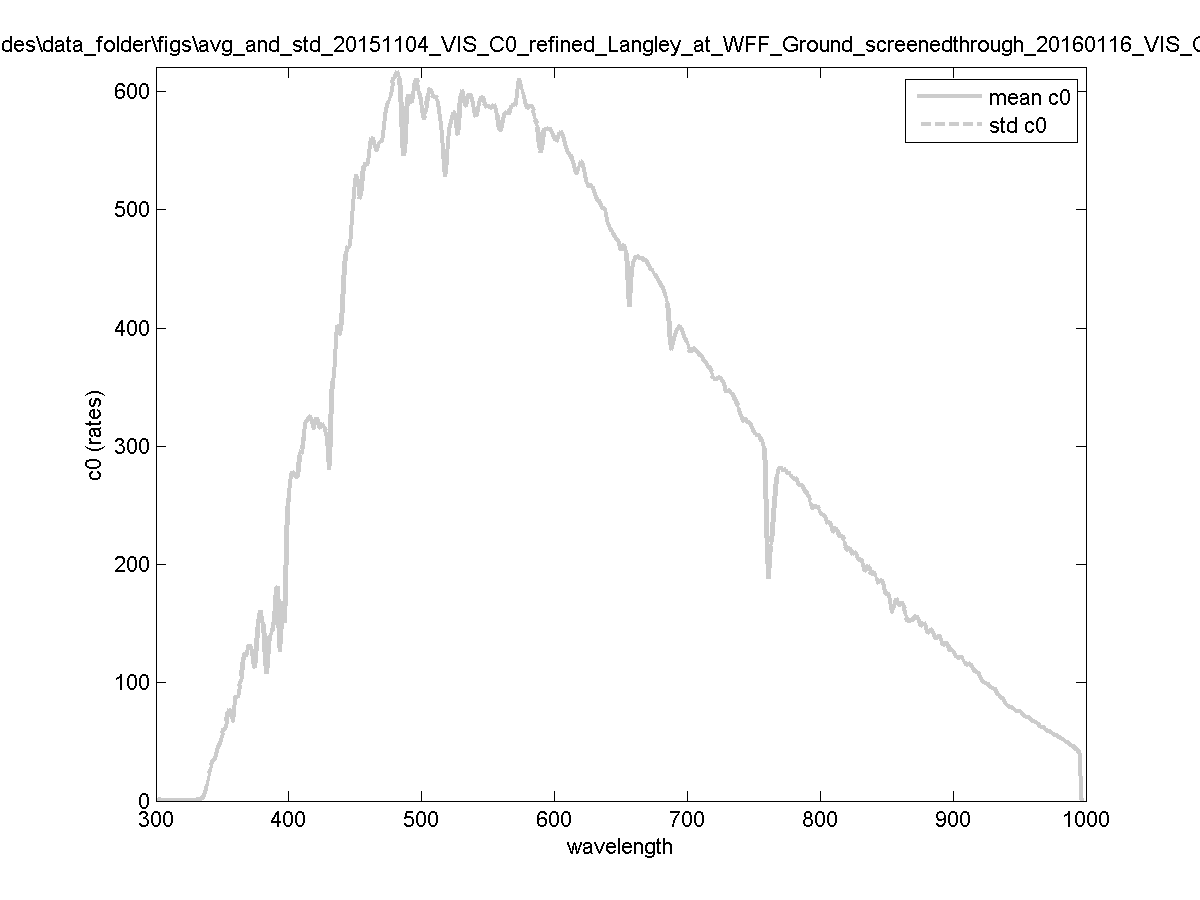 des\data_folder\figs\avg_and_std_20151104_VIS_C0_refined_Langley_at_WFF_Ground_screenedthrough_20160116_VIS_C
mean c0
std c0
600
500
400
300
200
100
0
c0 (rates)
300 400 500 600 700 800 900 1000
wavelength